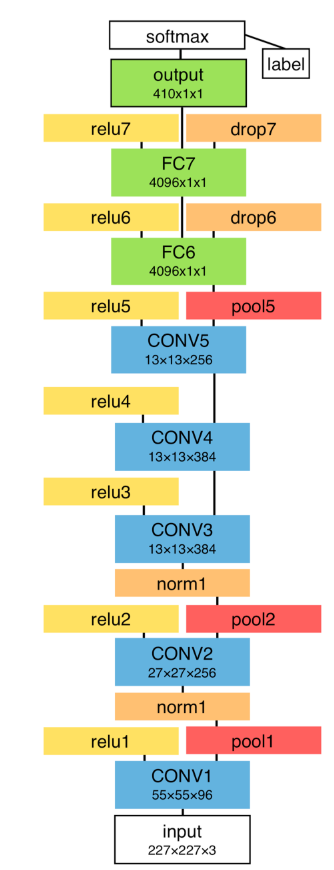 softmax
label
output
410x1x1
relu7
drop7
FC7
4096x1x1
relu6
drop6
FC6
4096x1x1
relu5
pool5
CONV5
13×13×256
relu4
CONV4
13×13×384
relu3
CONV3
13×13×384
norm1
relu2
pool2
CONV2
27×27×256
norm1
relu1
pool1
CONV1
55×55×96
input
227×227×3